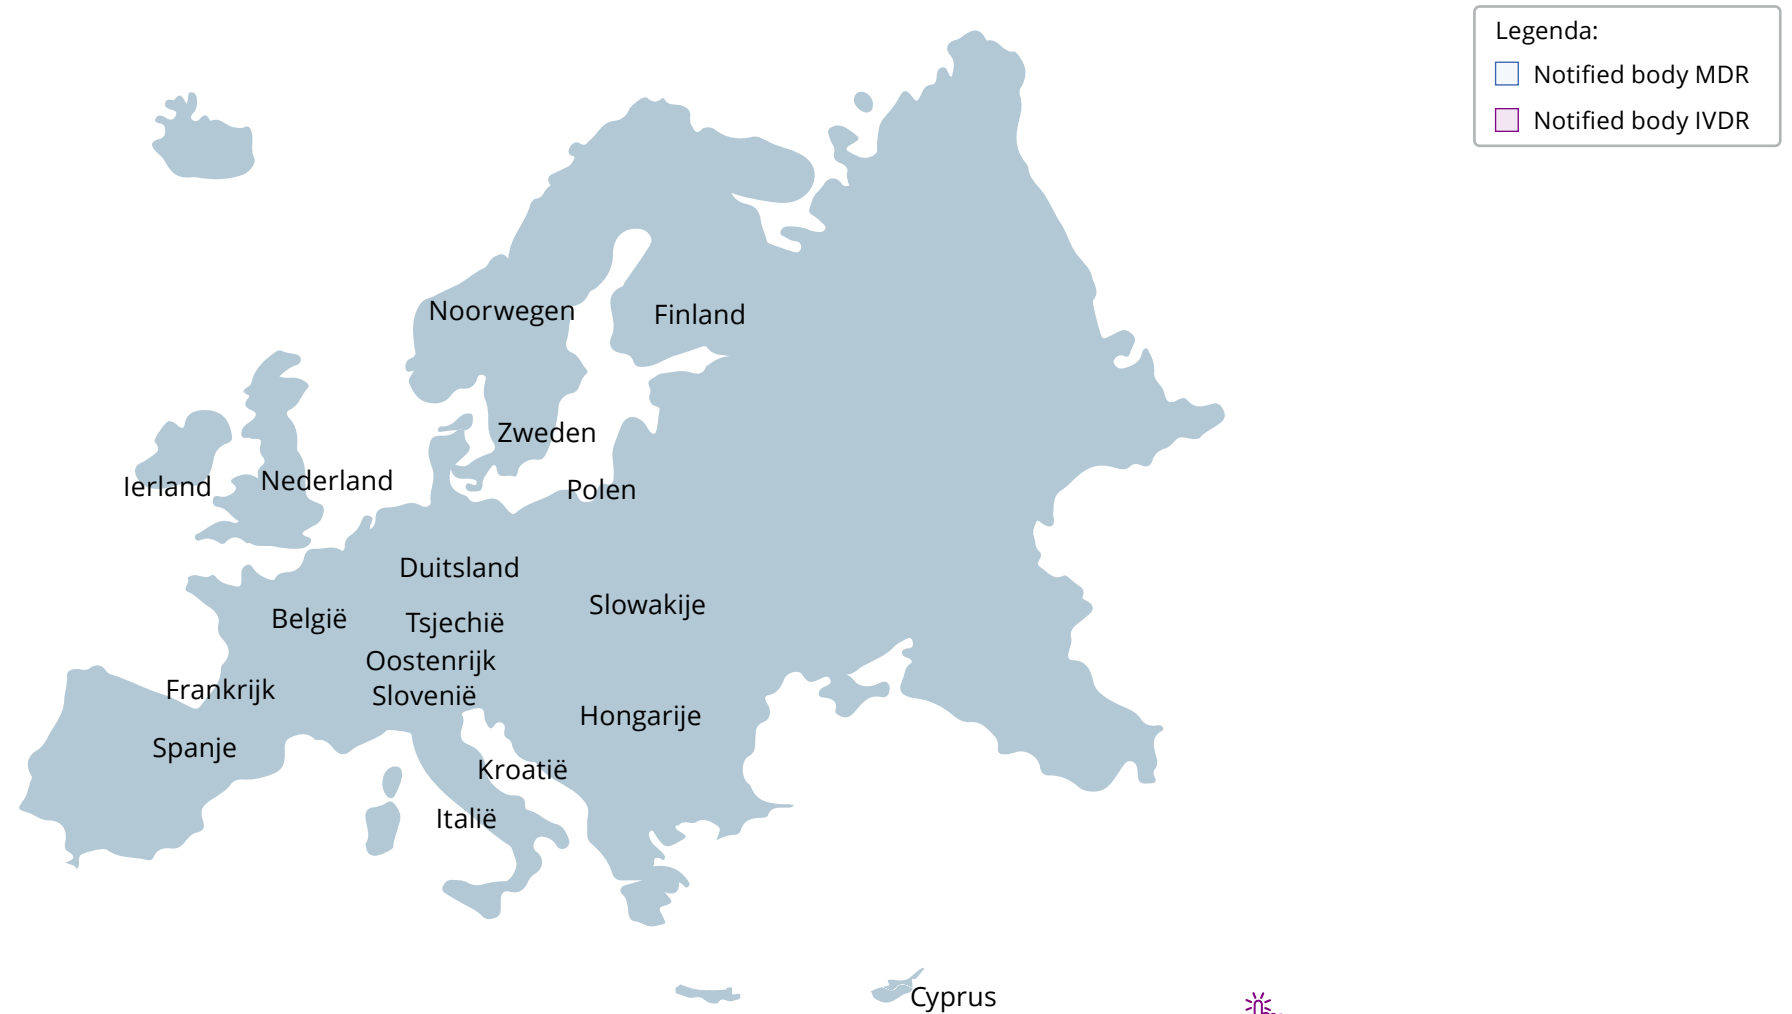 Legenda:
Notified body MDR
Notified body IVDR
Noorwegen
Finland
Zweden
Ierland
Nederland
Polen
Duitsland
België
Tsjechië
Slowakije
Oostenrijk
Frankrijk
Slovenië
Hongarije
Spanje
Kroatië
Italië
Cyprus